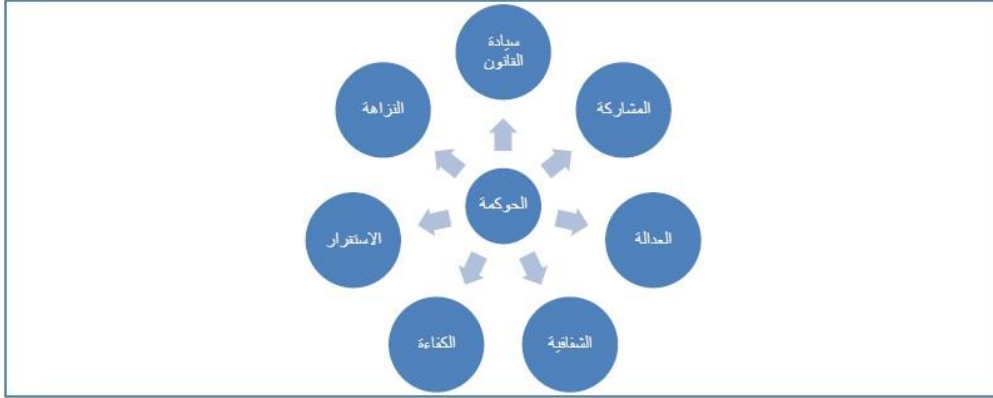 سيادة
القانون
المشاركة
العدالة
الشفافية
الكفاءة
الاستقرار
النزاهة
الحوكمة